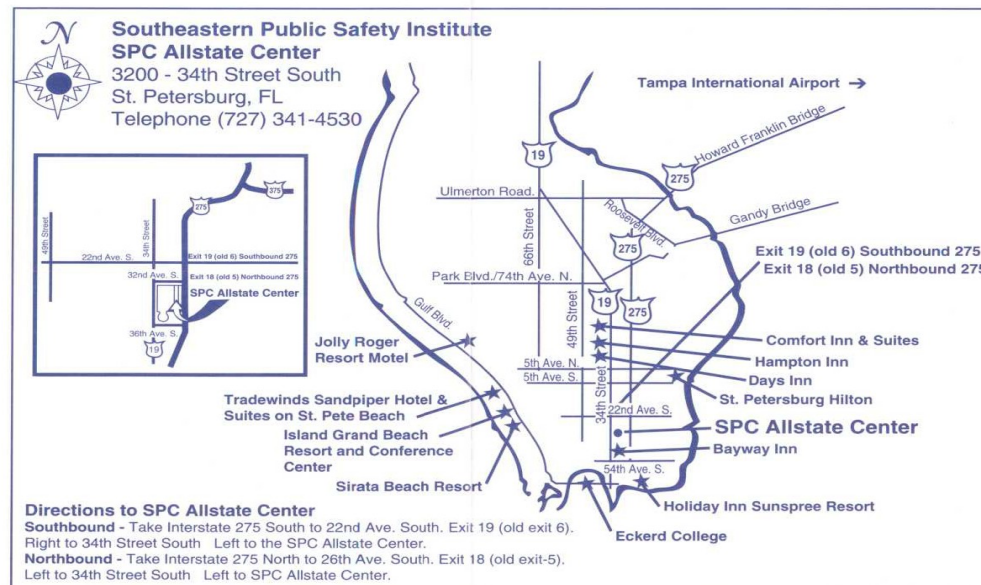 N
Southeastern Public Safety Institute
SPC Allstate Center
3200 - 34th Street South
St. Petersburg, FL
Telephone (727) 341-4530
Tampa International Airport →
Howard Franklin Bridge
19
275
Ulmerton Road.
Roosevelt Blvd.
Gandy Bridge
66th Street
275
Exit 19 (old 6) Southbound 275
Exit 18 (old 5) Northbound 275
Park Blvd./74th Ave. N.
19
275
49th Street
Gulf Blvd.
375
275
49th Street
34th Street
22nd Ave. S.
Exit 19 (old 6) Southbound 275
32nd Ave. S.
Exit 18 (old 5) Northbound 275
SPC Allstate Center
36th Ave. S.
19
Jolly Roger
Resort Motel
Comfort Inn & Suites
Hampton Inn
5th Ave. N.
Days Inn
5th Ave. S.
St. Petersburg Hilton
34th Street
Tradewinds Sandpiper Hotel &
Suites on St. Pete Beach
22nd Ave. S.
SPC Allstate Center
Island Grand Beach
Resort and Conference
Center
Bayway Inn
54th Ave. S.
Sirata Beach Resort
Holiday Inn Sunspree Resort
Eckerd College
Directions to SPC Allstate Center
Southbound - Take Interstate 275 South to 22nd Ave. South. Exit 19 (old exit 6).
Right to 34th Street South Left to the SPC Allstate Center.
Northbound - Take Interstate 275 North to 26th Ave. South. Exit 18 (old exit-5).
Left to 34th Street South Left to SPC Allstate Center.